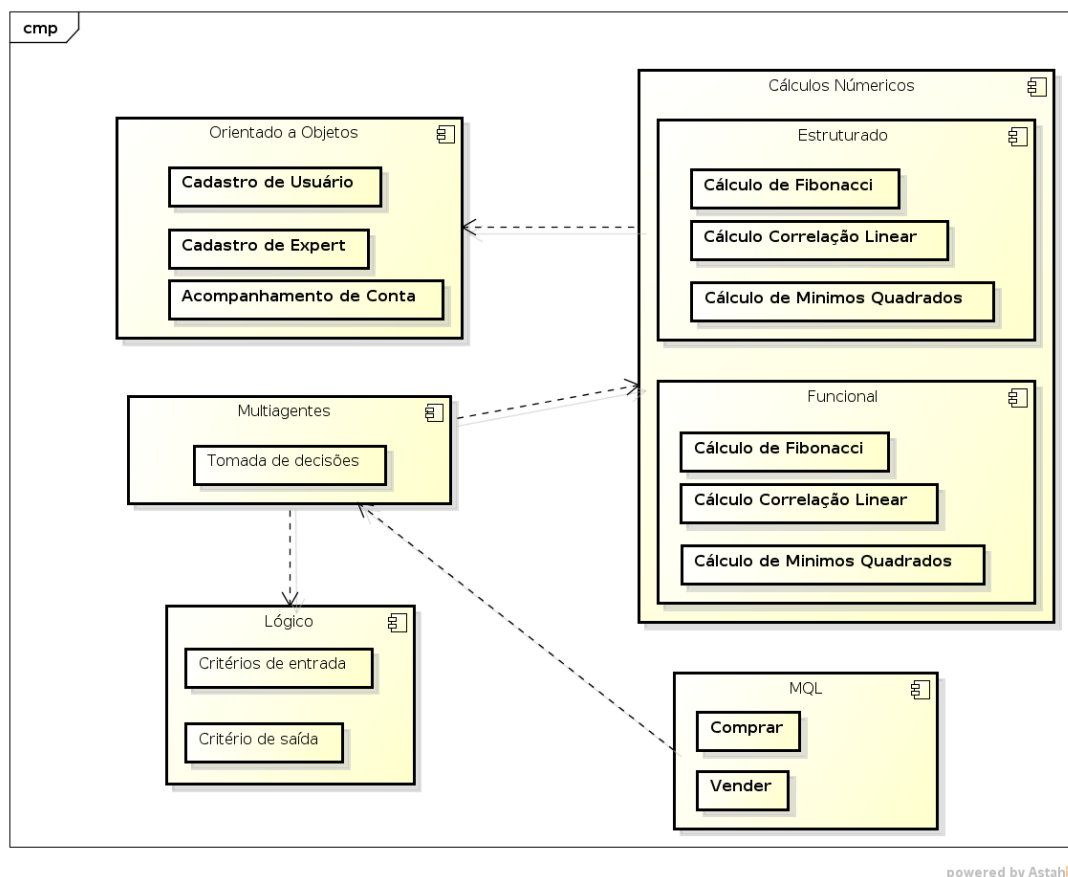 cmp
Orientado a Objetos
Cadastro de Usuário
Cadastro de Expert
Acompanhamento de Conta
Cálculos Númericos
Estruturado
Cálculo de Fibonacci
Cálculo Correlação Linear
Cálculo de Minimos Quadrados
Funcional
Cálculo de Fibonacci
Cálculo Correlação Linear
Cálculo de Minimos Quadrados
Multiagentes
Tomada de decisões
Lógico
Critérios de entrada
Critério de saída
MQL
Comprar
Vender
powered by Astah